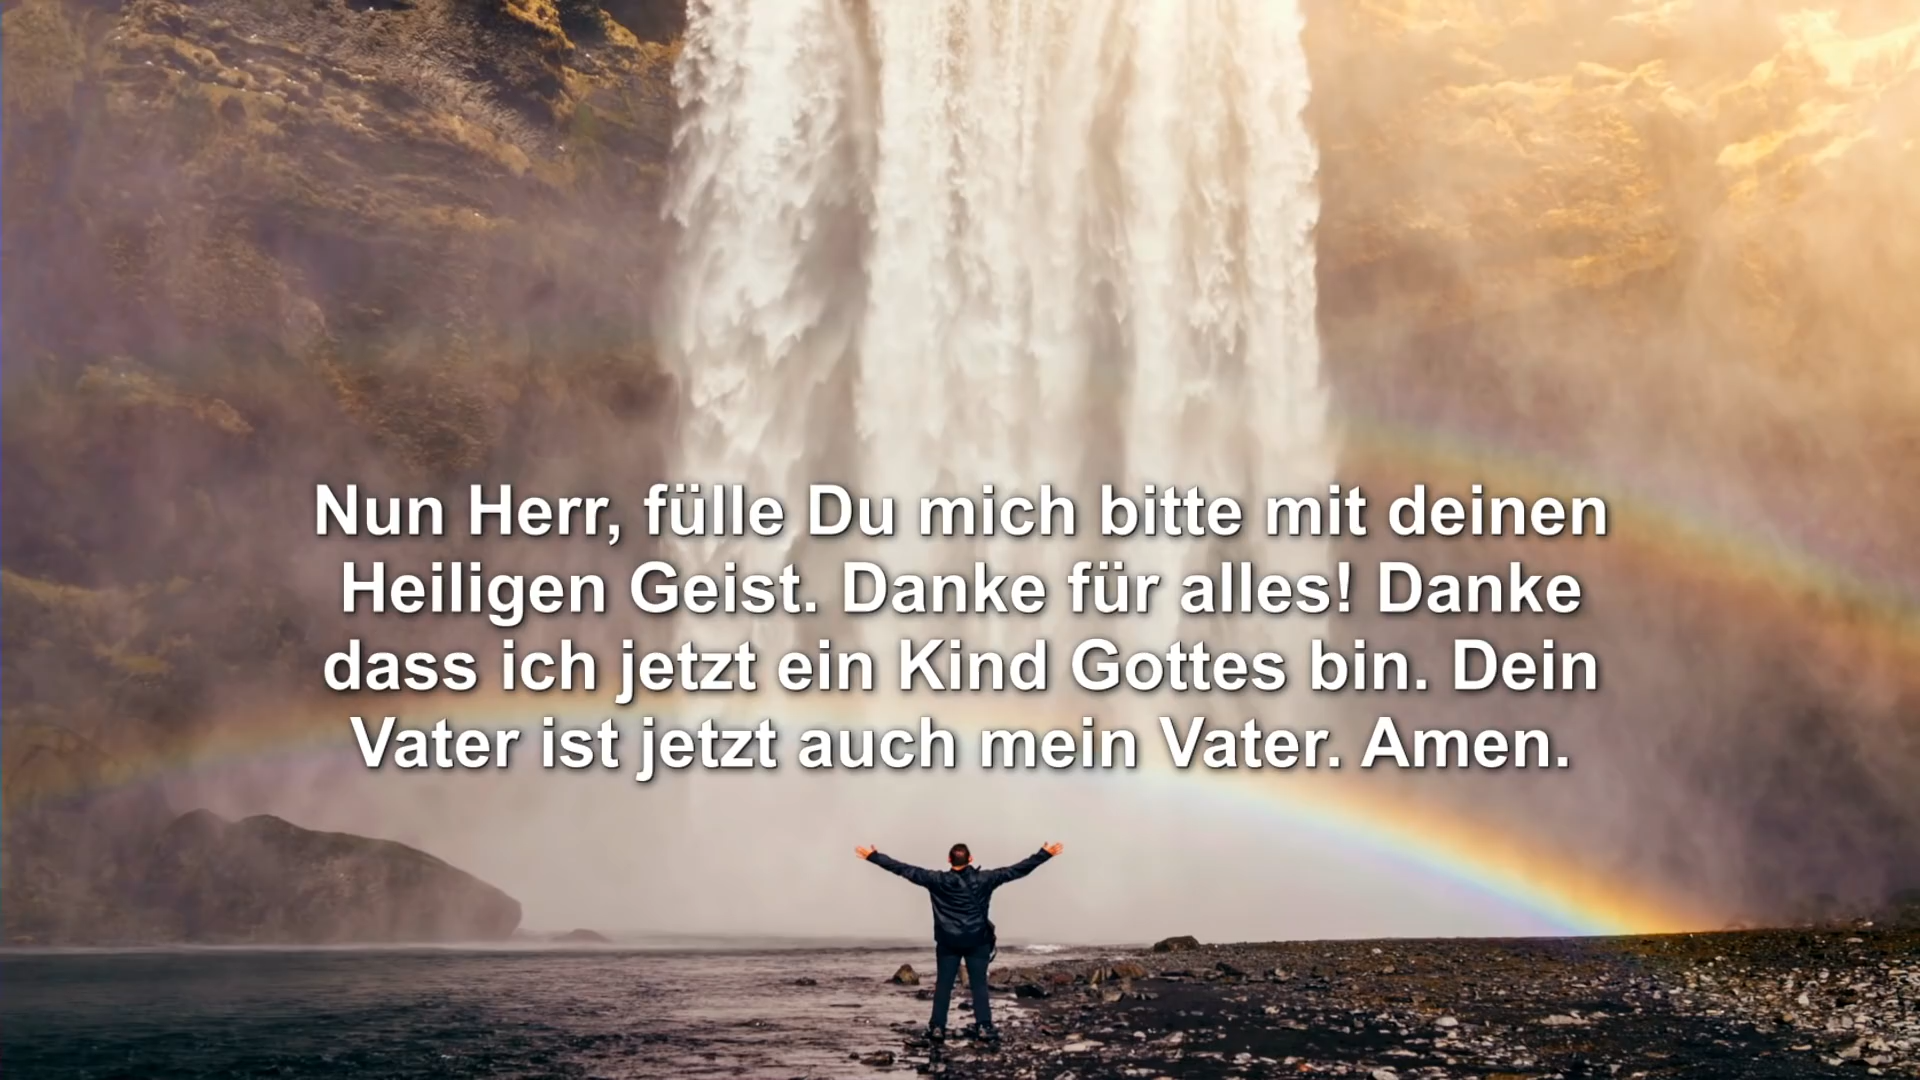 Nun Herr, fülle Du mich bitte mit deinen
Heiligen Geist. Danke für alles! Danke
dass ich jetzt ein Kind Gottes bin. Dein
Vater ist jetzt auch mein Vater. Amen.